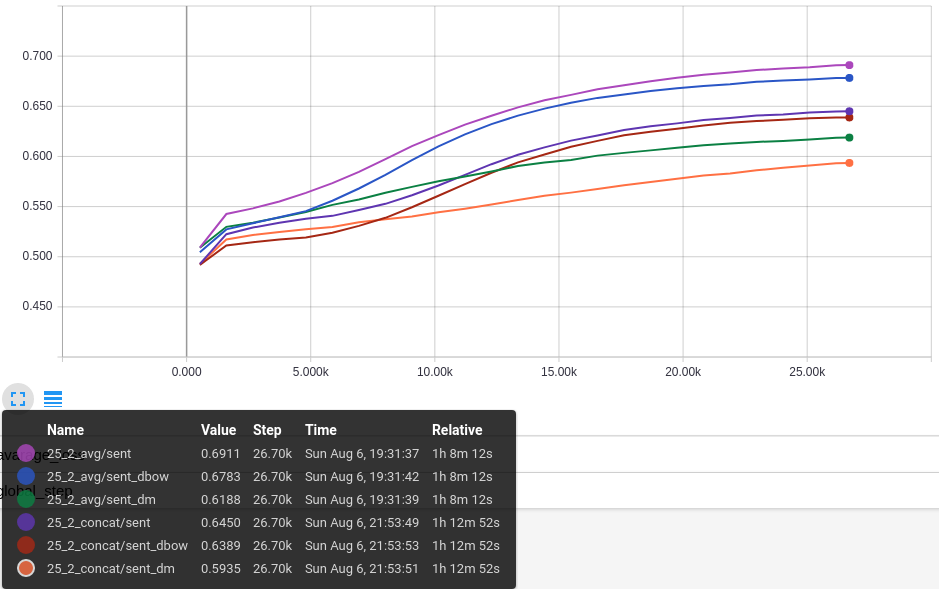 0.700
0.650
0.600
0.550
0.500
0.450
0.000 5.000k 10.00k 15.00k 20.00k 25.00k
Name Value Step Time Relative
25_2_avg/sent 0.6911 26.70k Sun Aug 6, 19:31:37 1h 8m 12s
25_2_avg/sent_dbow 0.6783 26.70k Sun Aug 6, 19:31:42 1h 8m 12s
25_2_avg/sent_dm 0.6188 26.70k Sun Aug 6, 19:31:39 1h 8m 12s
25_2_concat/sent 0.6450 26.70k Sun Aug 6, 21:53:49 1h 12m 52s
25_2_concat/sent_dbow 0.6389 26.70k Sun Aug 6, 21:53:53 1h 12m 52s
25_2_concat/sent_dm 0.5935 26.70k Sun Aug 6, 21:53:51 1h 12m 52s
global_step